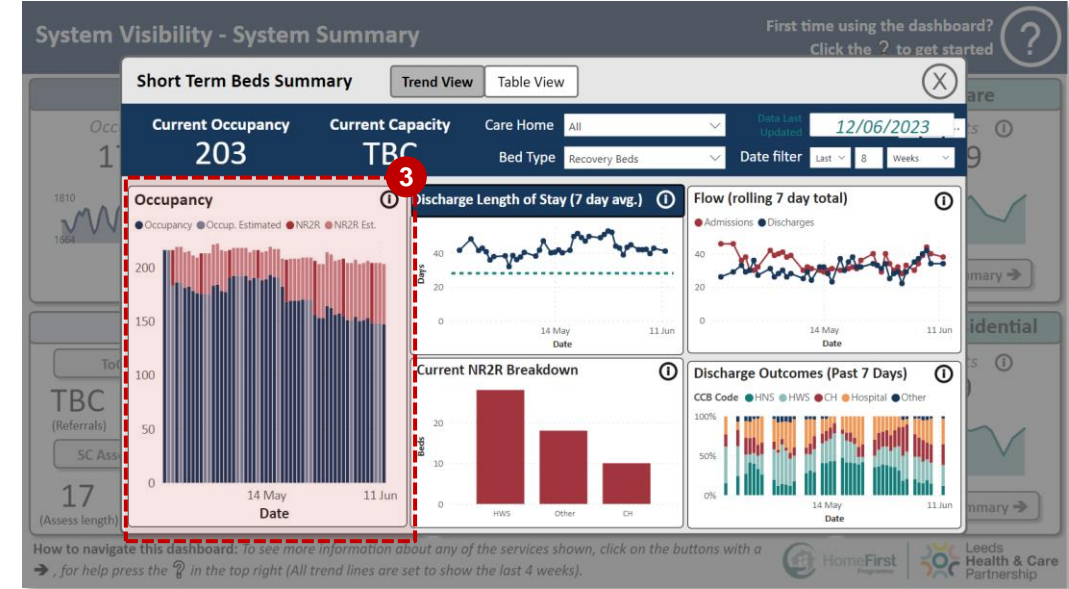 System Visibility - System Summary
First time using the dashboard?
Click the ? to get started
?
Short Term Beds Summary
Trend View
Table View
X
Current Occupancy
203
Current Capacity
TBC
Care Home
All
Bed Type
Recovery Beds
Data Last
Updated
12/06/2023
Date filter
Last
8
Weeks
3
Occupancy
Occupancy Occup. Estimated NR2R NR2R Est.
200
150
100
50
0
14 May
11 Jun
Date
Discharge Length of Stay (7 day avg.)
Days
40
20
0
14 May
11 Jun
Date
Flow (rolling 7 day total)
Admissions Discharges
40
20
0
14 May
11 Jun
Date
Current NR2R Breakdown
Beds
20
10
0
HWS
Other
CH
Discharge Outcomes (Past 7 Days)
CCB Code HNS HWS CH Hospital Other
100%
50%
0%
14 May
11 Jun
Date
1810
1664
TBC
(Referrals)
SC Ass
17
(Assess length)
How to navigate this dashboard: To see more information about any of the services shown, click on the buttons with a
➔ , for help press the ? in the top right (All trend lines are set to show the last 4 weeks).
HomeFirst
Programme
Leeds
Health & Care
Partnership